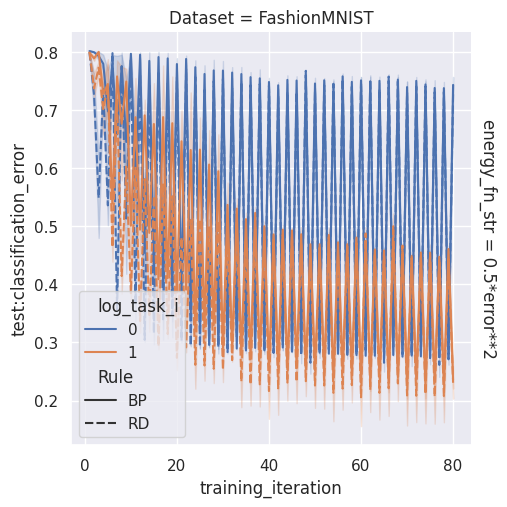 Dataset = FashionMNIST
test:classification_error
0.8
0.7
0.6
0.5
0.4
0.3
0.2
log_task_i
0
1
Rule
BP
RD
0
20
40
60
80
training_iteration
energy_fn_str = 0.5*error**2